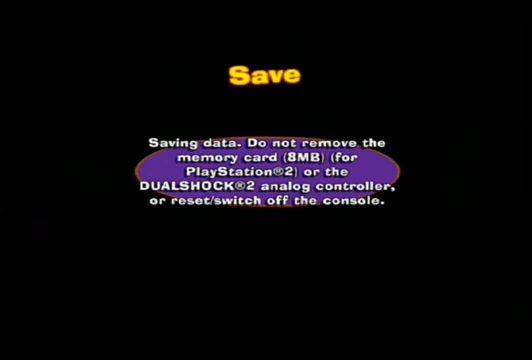 Save
Saving data. Do not remove the
memory card (8MB) (for
PlayStation®2) or the
DUALSHOCK®2 analog controller,
or reset/switch off the console.